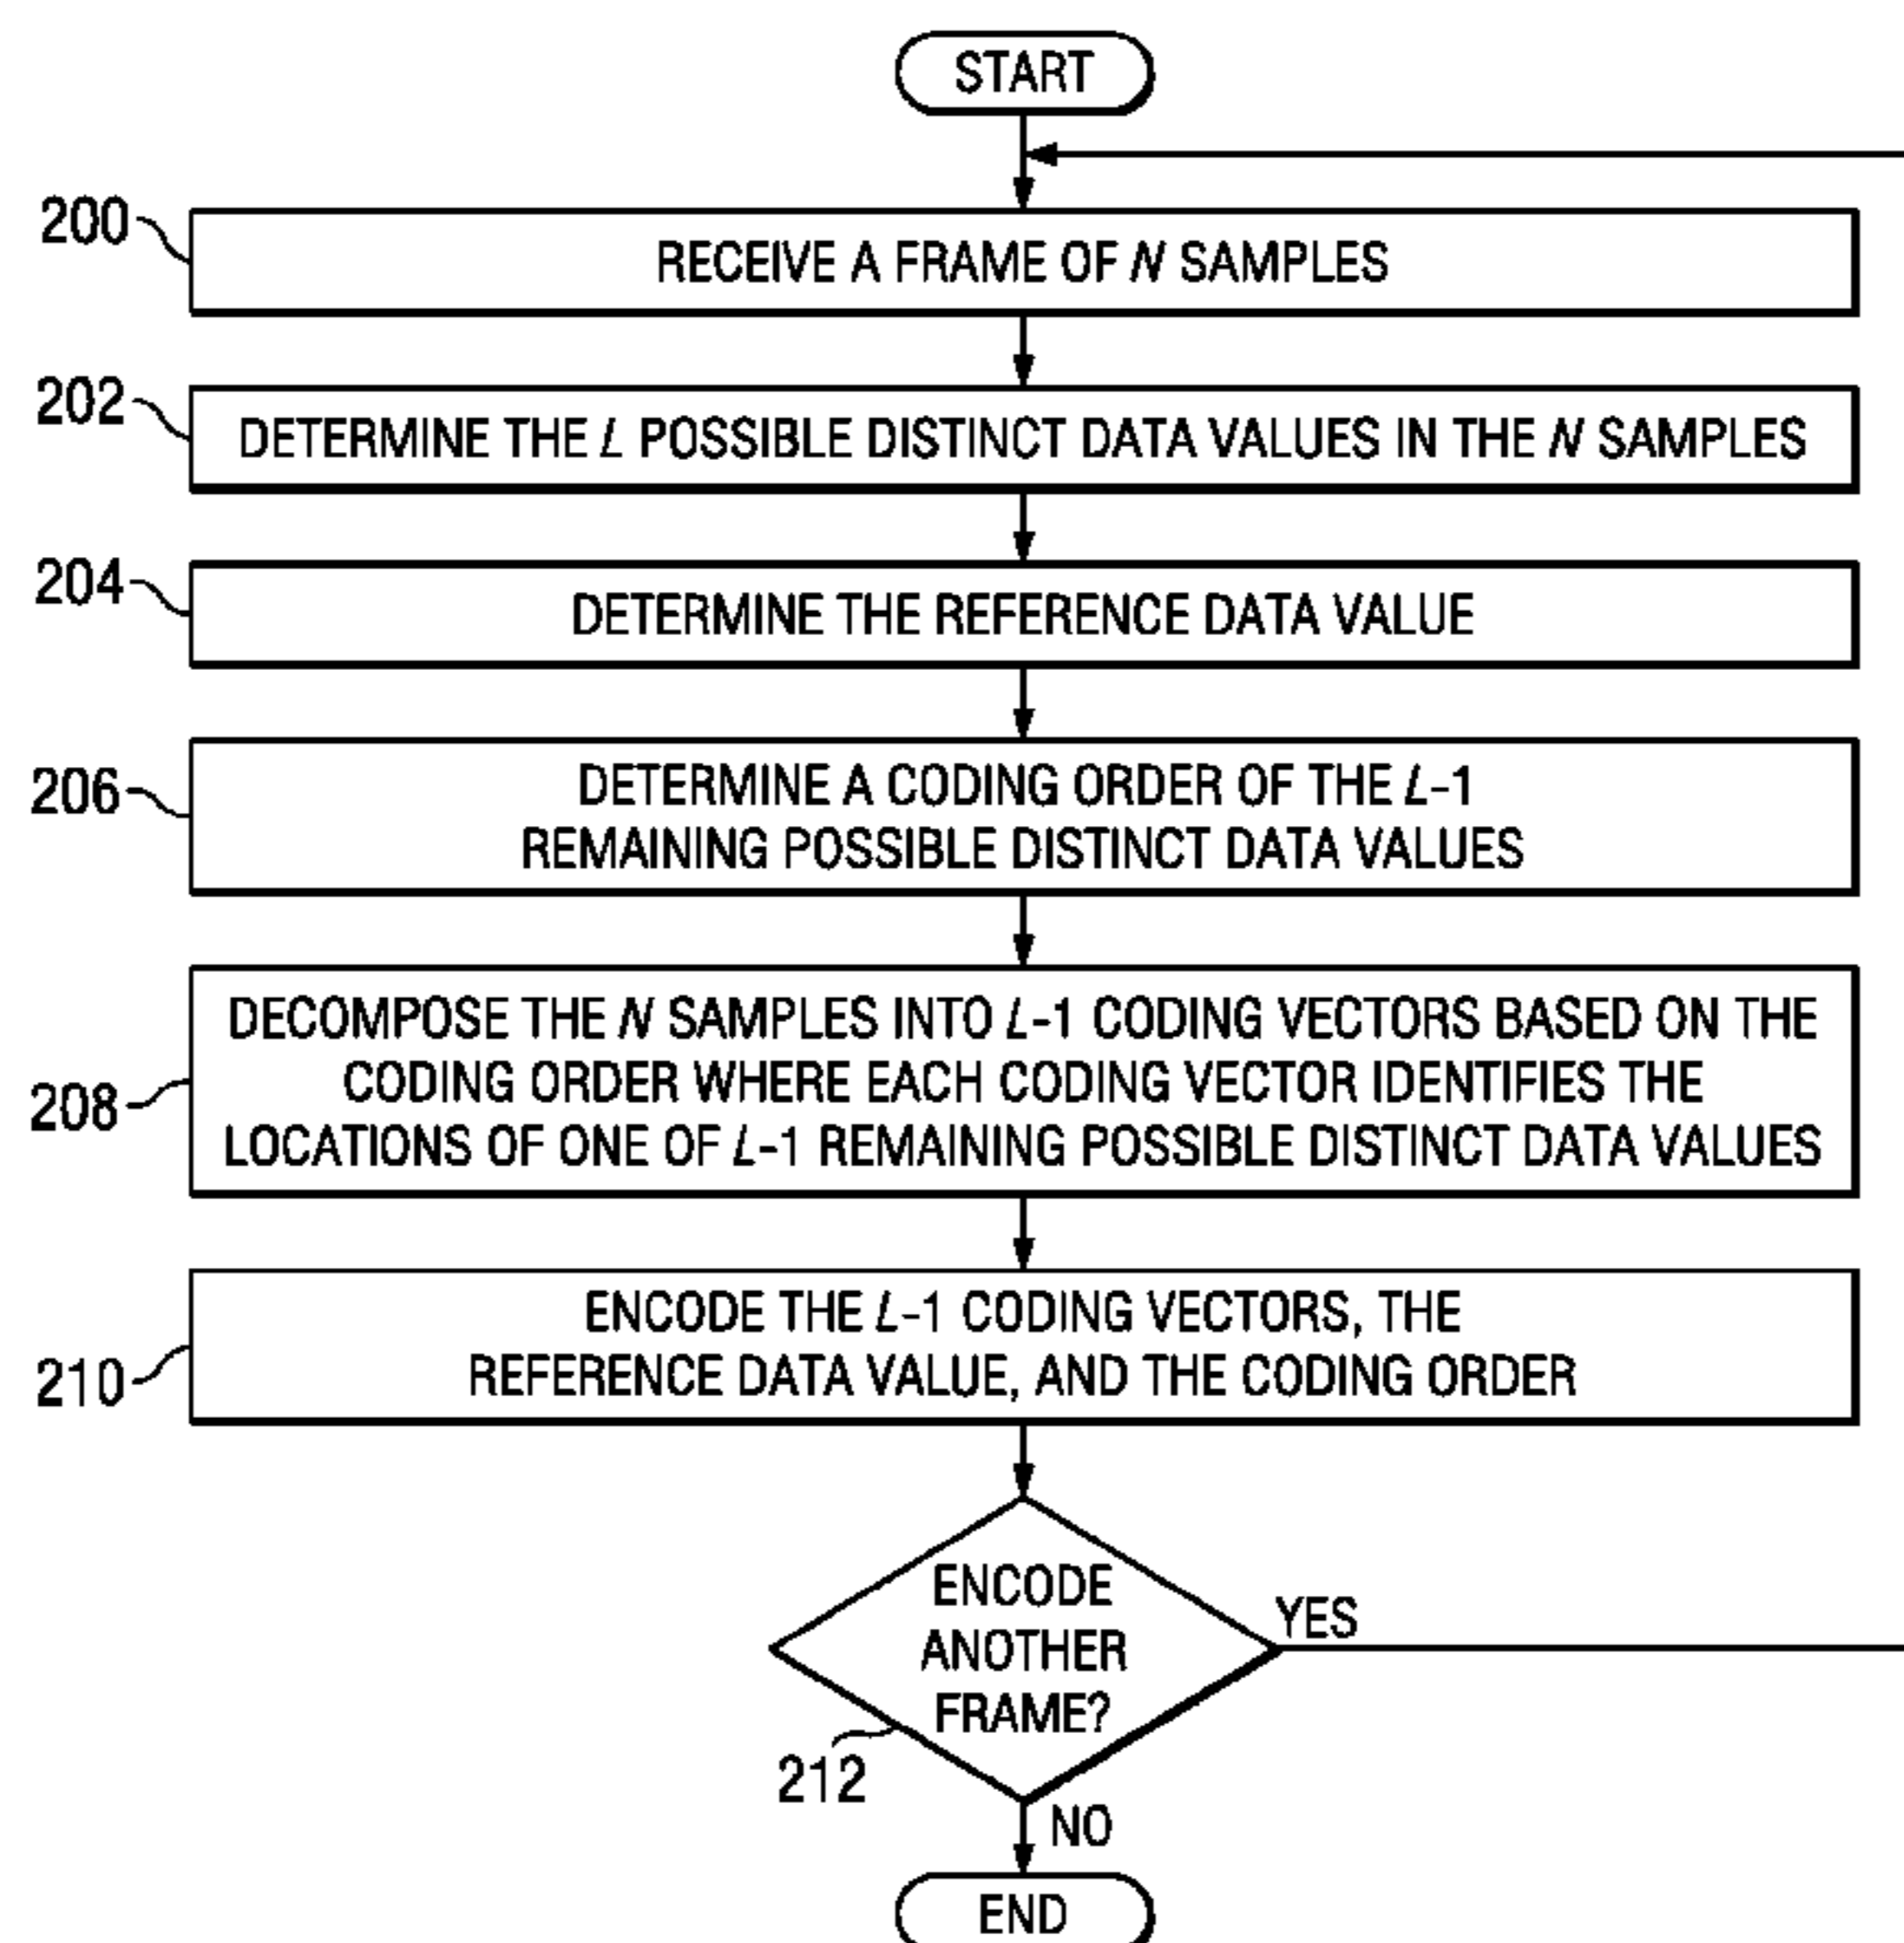 START
200
RECEIVE A FRAME OF N SAMPLES
202
DETERMINE THE L POSSIBLE DISTINCT DATA VALUES IN THE N SAMPLES
204
DETERMINE THE REFERENCE DATA VALUE
206
DETERMINE A CODING ORDER OF THE L-1
REMAINING POSSIBLE DISTINCT DATA VALUES
208
DECOMPOSE THE N SAMPLES INTO L-1 CODING VECTORS BASED ON THE
CODING ORDER WHERE EACH CODING VECTOR IDENTIFIES THE
LOCATIONS OF ONE OF L-1 REMAINING POSSIBLE DISTINCT DATA VALUES
210
ENCODE THE L-1 CODING VECTORS, THE
REFERENCE DATA VALUE, AND THE CODING ORDER
ENCODE
ANOTHER
FRAME?
YES
212
NO
END